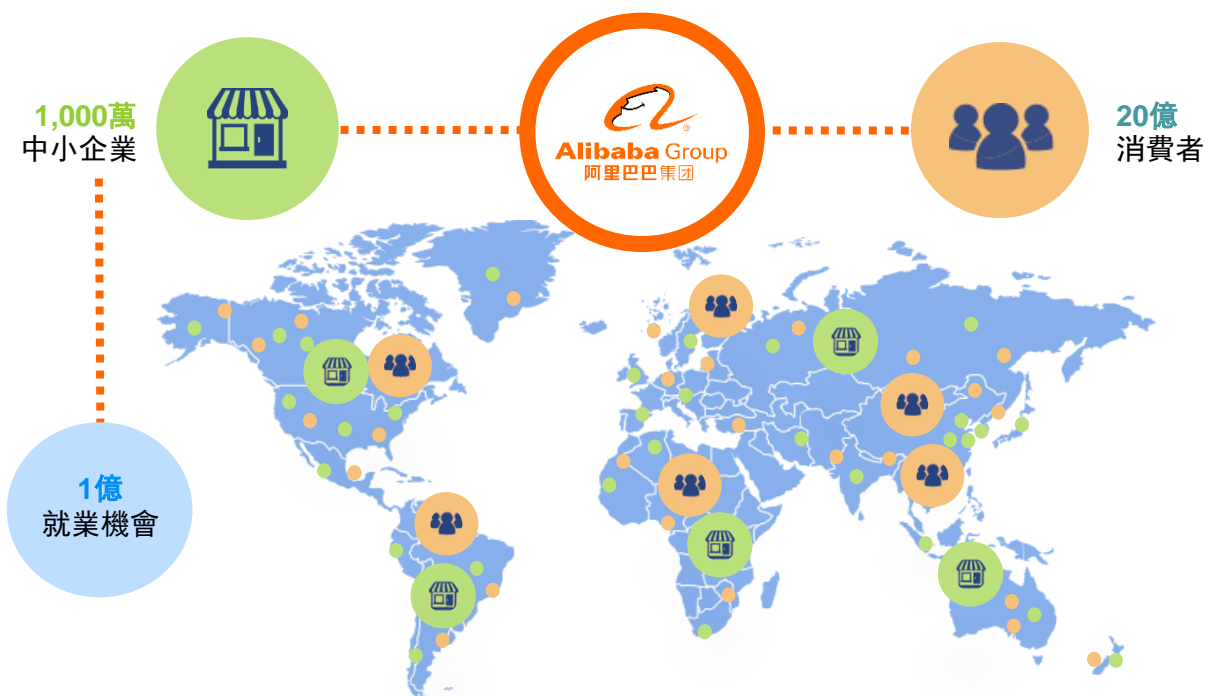 1,000萬
中小企業
Alibaba Group
阿里巴巴集团
20億
消費者
1億
就業機會